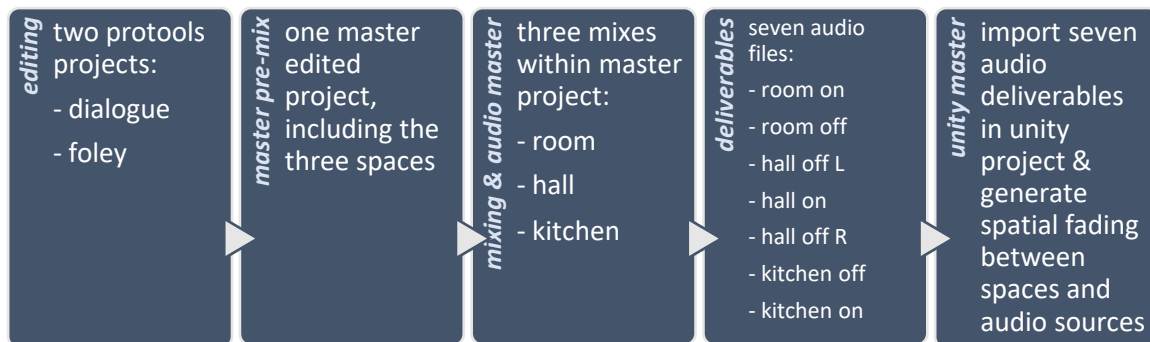 editing
two protools
projects:
- dialogue
- foley
master pre-mix
one master
edited
project,
including the
three spaces
mixing & audio master
three mixes
within master
project:
- room
- hall
- kitchen
deliverables
seven audio
files:
- room on
- room off
- hall off L
- hall on
- hall off R
- kitchen off
- kitchen on
unity master
import seven
audio
deliverables
in unity
project &
generate
spatial fading
between
spaces and
audio sources